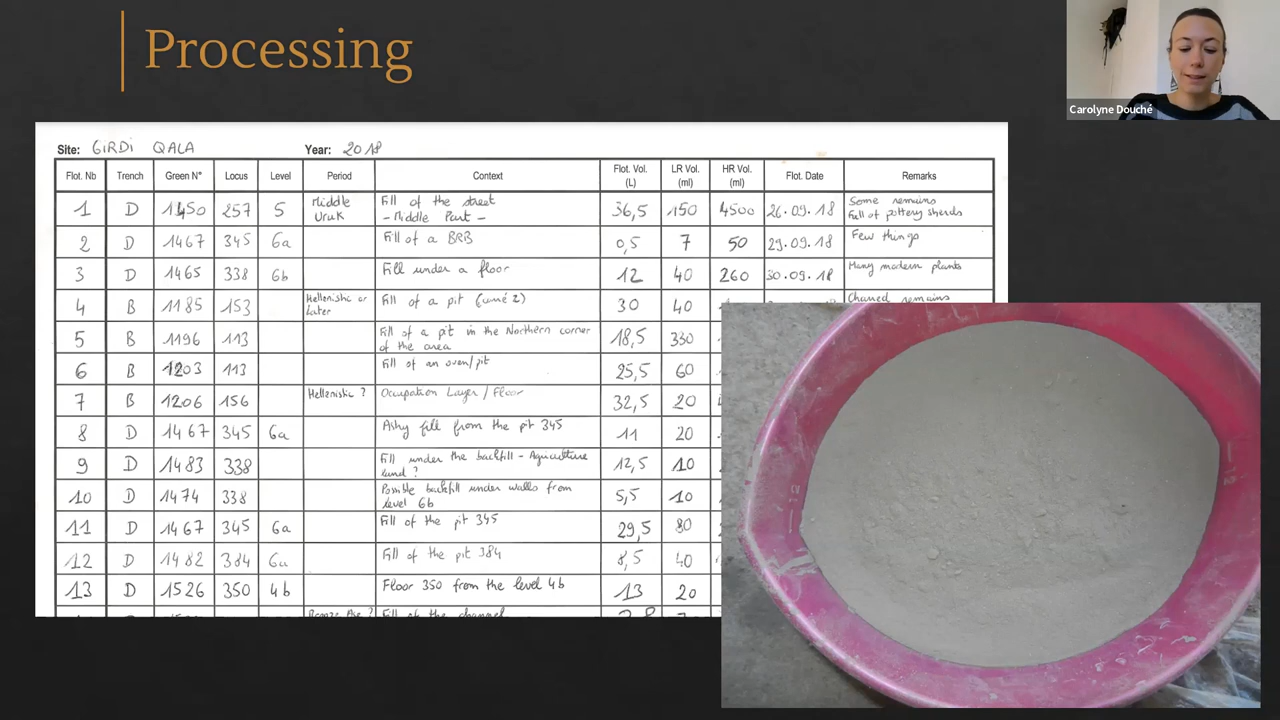 Processing
Carolyne Douché
Site: GIRDI QALA Year: 2018
Flot. Nb Trench Green N° Locus Level Period Context Flot. Vol. (L) LR Vol. (ml) HR Vol. (ml) Flot. Date Remarks
1 D 1450 257 5 Middle Uruk Fill of the street - Middle Part - 36,5 150 4500 26.09.18 Some remains Full of pottery sherds
2 D 1467 345 6a Fill of a BRB 0,5 7 50 29.09.18 Few things
3 D 1465 338 6b Fill under a floor 12 40 260 30.09.18 Many modern plants
4 B 1185 153 Hellenistic or Later Fill of a pit 30 40 Charred remains
5 B 1196 113 Fill of a pit in the Northern corner of the area 18,5 330
6 B 1203 113 Fill of an oven/pit 25,5 60
7 B 1206 156 Hellenistic ? Occupation Layer / Floor 32,5 20
8 D 1467 345 6a Ashy fill from the pit 345 11 20
9 D 1483 338 Fill under the backfill - Agriculture land ? 12,5 10
10 D 1474 338 Possible backfill under walls from level 6b 5,5 10
11 D 1467 345 6a Fill of the pit 345 29,5 80
12 D 1482 384 6a Fill of the pit 384 8,5 40
13 D 1526 350 4b Floor 350 from the level 4b 13 20
Bronze Age ? Fill of the channel